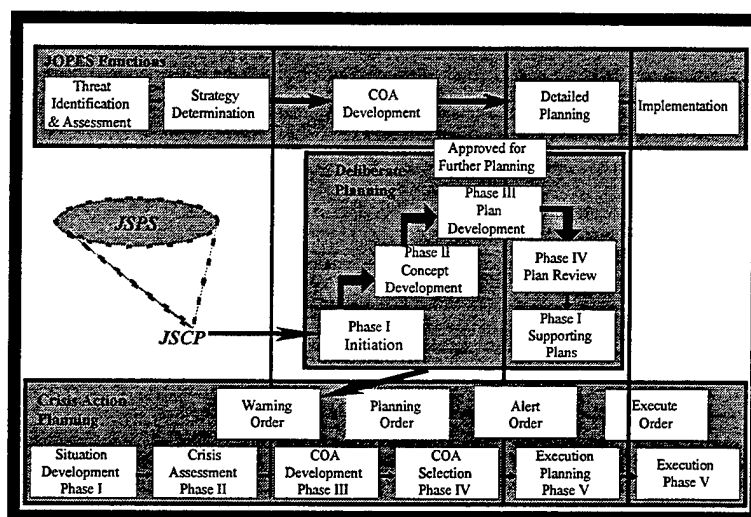 JOPES Functions
Threat
Identification
& Assessment
Strategy
Determination
COA
Development
Detailed
Planning
Implementation
Approved for
Further Planning
Deliberate
Planning
Phase III
Plan
Development
Phase II
Concept
Development
Phase IV
Plan Review
Phase I
Initiation
Phase I
Supporting
Plans
JSPS
JSCP
Crisis Action
Planning
Warning
Order
Planning
Order
Alert
Order
Execute
Order
Situation
Development
Phase I
Crisis
Assessment
Phase II
COA
Development
Phase III
COA
Selection
Phase IV
Execution
Planning
Phase V
Execution
Phase V